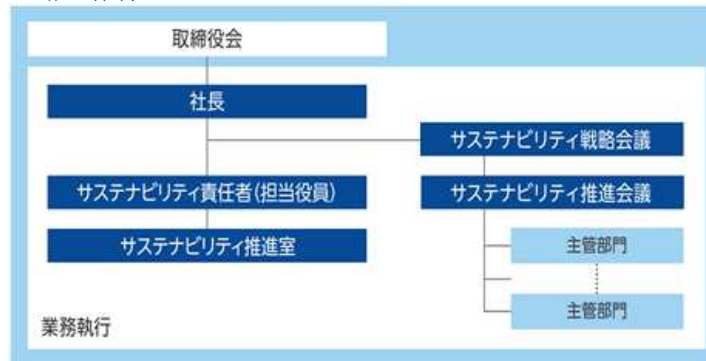 取締役会
社長
サステナビリティ戦略会議
サステナビリティ責任者(担当役員)
サステナビリティ推進会議
サステナビリティ推進室
主管部門
主管部門
業務執行